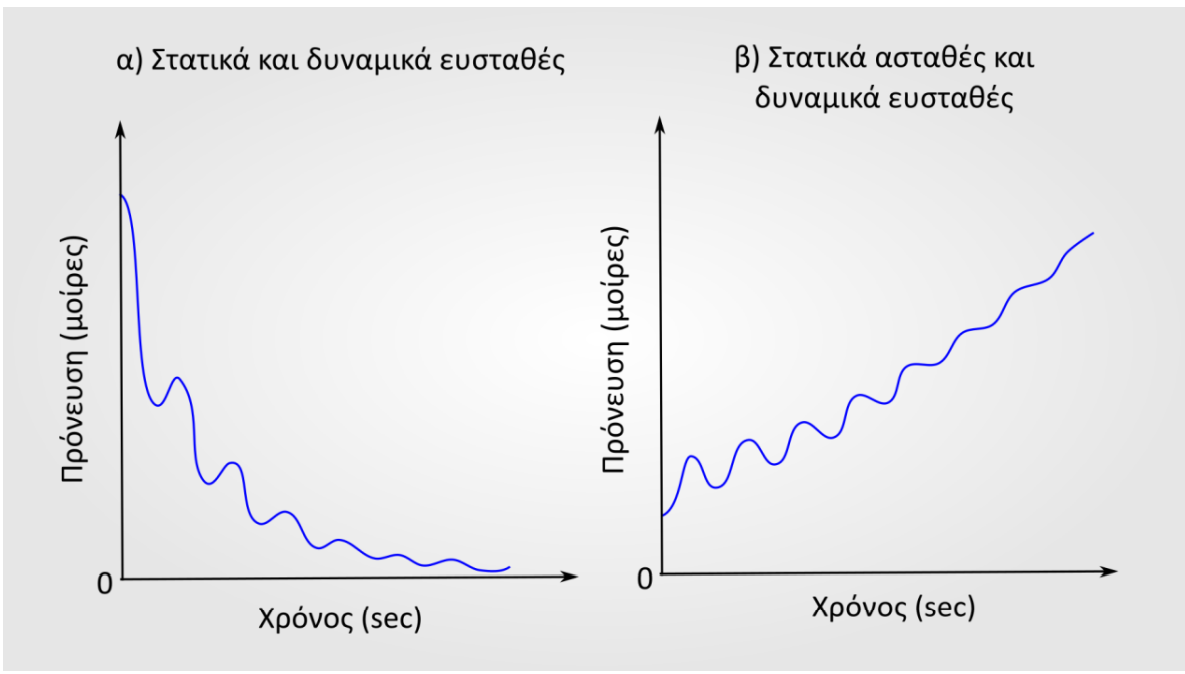 α) Στατικά και δυναμικά ευσταθές
Πρόνευση (μοίρες)
0
Χρόνος (sec)
β) Στατικά ασταθές και
δυναμικά ευσταθές
Πρόνευση (μοίρες)
0
Χρόνος (sec)